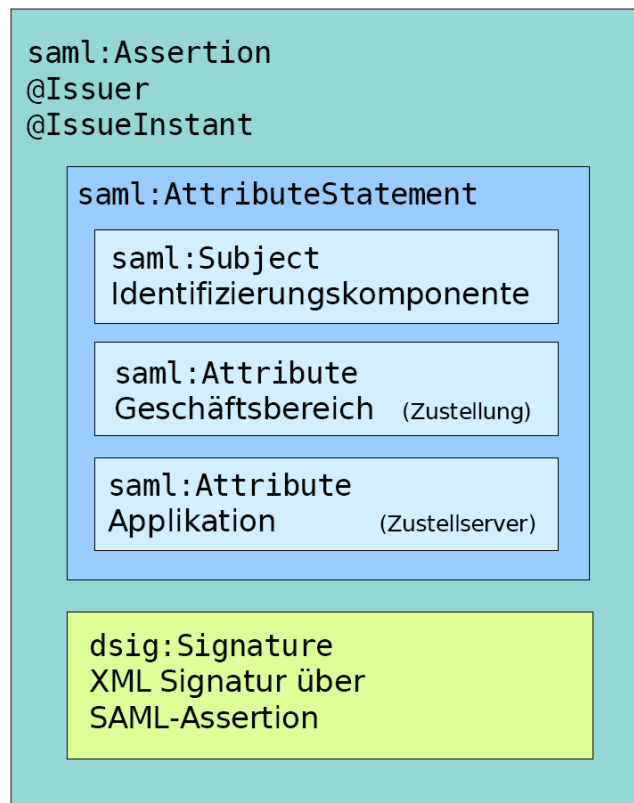 saml:Assertion
@Issuer
@IssueInstant
saml:AttributeStatement
saml:Subject
Identifizierungskomponente
saml:Attribute
Geschäftsbereich (Zustellung)
saml:Attribute
Applikation (Zustellserver)
dsig:Signature
XML Signatur über
SAML-Assertion